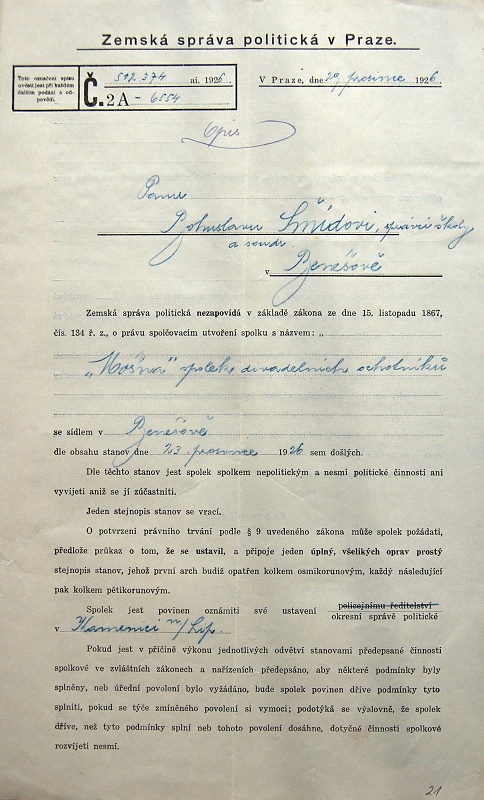 Zemská správa politická v Praze.
Toto označení spisu
uvésti jest při každém
dalším podání a od-
povědi.
Č. 512.374 ai. 1926
2 A - 6554
V Praze, dne 29. prosince 1926.
Opis
Panu
Bohuslavu Šmídovi, správci školy
a soudr.
v Benešově
Zemská správa politická nezapovídá v základě zákona ze dne 15. listopadu 1867,
čís. 134 ř. z., o právu spolčovacím utvoření spolku s názvem: „
„Mošna" spolek divadelních ochotníků
se sídlem v Benešově
dle obsahu stanov dne 23 prosince 1926 sem došlých.
Dle těchto stanov jest spolek spolkem nepolitickým a nesmí politické činnosti ani
vyvíjeti aniž se jí zúčastniti.
Jeden stejnopis stanov se vrací.
O potvrzení právního trvání podle § 9 uvedeného zákona může spolek požádati,
předlože průkaz o tom, že se ustavil, a připoje jeden úplný, všelikých oprav prostý
stejnopis stanov, jehož první arch budiž opatřen kolkem osmikorunovým, každý následující
pak kolkem pětikorunovým.
Spolek jest povinen oznámiti své ustavení policejnímu ředitelství
okresní správě politické
v Kamenici n/Lip.
Pokud jest v příčině výkonu jednotlivých odvětví stanovami předepsané činnosti
spolkové ve zvláštních zákonech a nařízeních předepsáno, aby některé podmínky byly
splněny, neb úřední povolení bylo vyžádáno, bude spolek povinen dříve podmínky tyto
splniti, pokud se týče zmíněného povolení si vymoci; podotýká se výslovně, že spolek
dříve, než tyto podmínky splní neb tohoto povolení dosáhne, dotyčné činnosti spolkové
rozvíjeti nesmí.
21